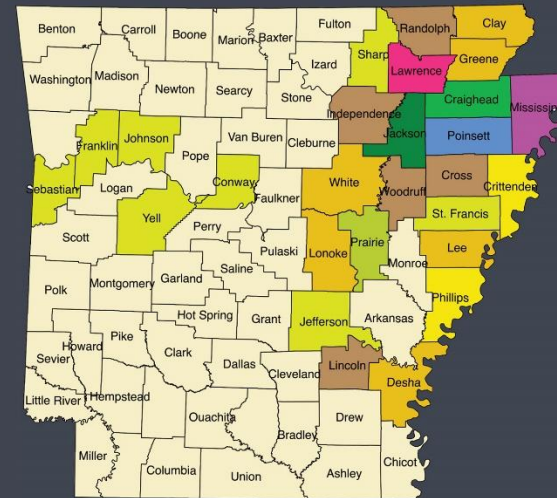 Benton
Carroll
Boone
Marion
Baxter
Fulton
Randolph
Clay
Sharp
Izard
Lawrence
Greene
Washington
Madison
Newton
Searcy
Stone
Independence
Craighead
Mississip
Jackson
Poinsett
Franklin
Johnson
Van Buren
Cleburne
Pope
Sebastian
Logan
Conway
Faulkner
White
Woodruff
Cross
Crittenden
St. Francis
Yell
Perry
Scott
Pulaski
Lonoke
Prairie
Monroe
Lee
Saline
Garland
Montgomery
Polk
Phillips
Hot Spring
Grant
Jefferson
Arkansas
Pike
Howard
Sevier
Clark
Dallas
Cleveland
Lincoln
Desha
Little River
Hempstead
Ouachita
Bradley
Drew
Miller
Columbia
Union
Ashley
Chicot